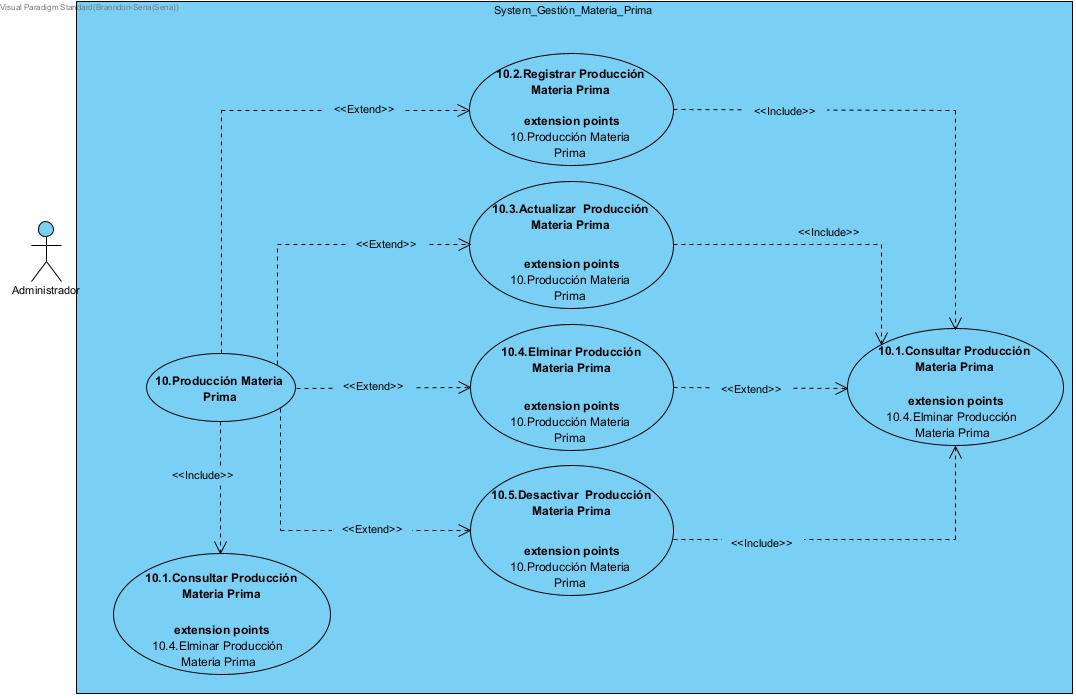 Visual Paradigm Standard(Branndon-Sena(Sena))
System_Gestión_Materia_Prima
10.2.Registrar Producción
Materia Prima
extension points
10.Producción Materia
Prima
<<Extend>>
<<Include>>
10.3.Actualizar Producción
Materia Prima
extension points
10.Producción Materia
Prima
<<Extend>>
<<Include>>
Administrador
10.4.Elminar Producción
Materia Prima
extension points
10.Producción Materia
Prima
<<Extend>>
<<Extend>>
10.1.Consultar Producción
Materia Prima
extension points
10.4.Elminar Producción
Materia Prima
10.Producción Materia
Prima
<<Include>>
10.5.Desactivar Producción
Materia Prima
extension points
10.Producción Materia
Prima
<<Extend>>
<<Include>>
10.1.Consultar Producción
Materia Prima
extension points
10.4.Elminar Producción
Materia Prima